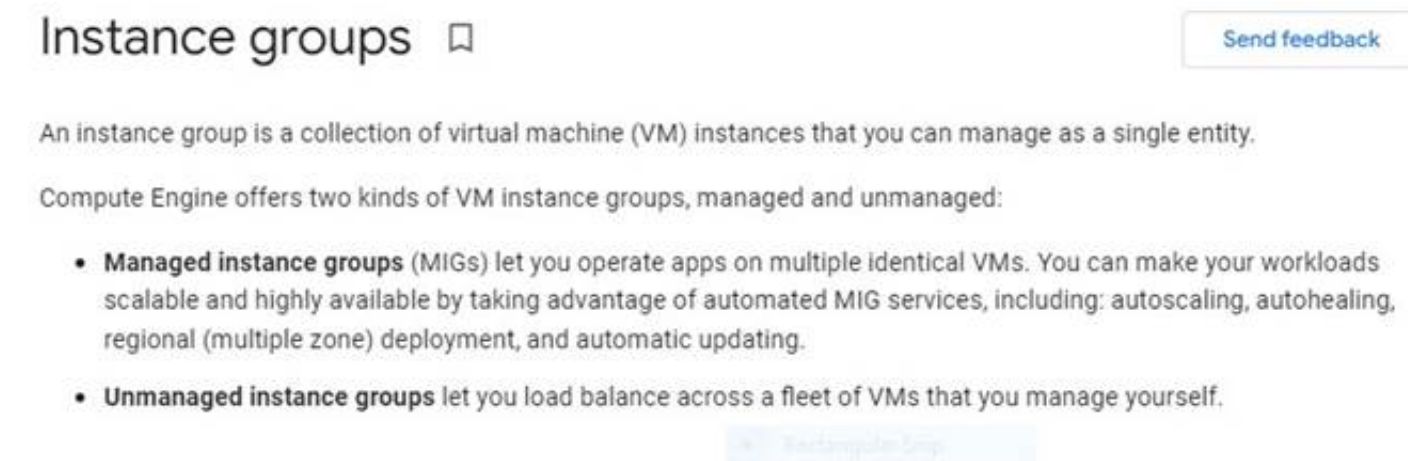 Instance groups
Send feedback
An instance group is a collection of virtual machine (VM) instances that you can manage as a single entity.
Compute Engine offers two kinds of VM instance groups, managed and unmanaged:
• Managed instance groups (MIGs) let you operate apps on multiple identical VMs. You can make your workloads
scalable and highly available by taking advantage of automated MIG services, including: autoscaling, autohealing,
regional (multiple zone) deployment, and automatic updating.
• Unmanaged instance groups let you load balance across a fleet of VMs that you manage yourself.
Rectangular Snip